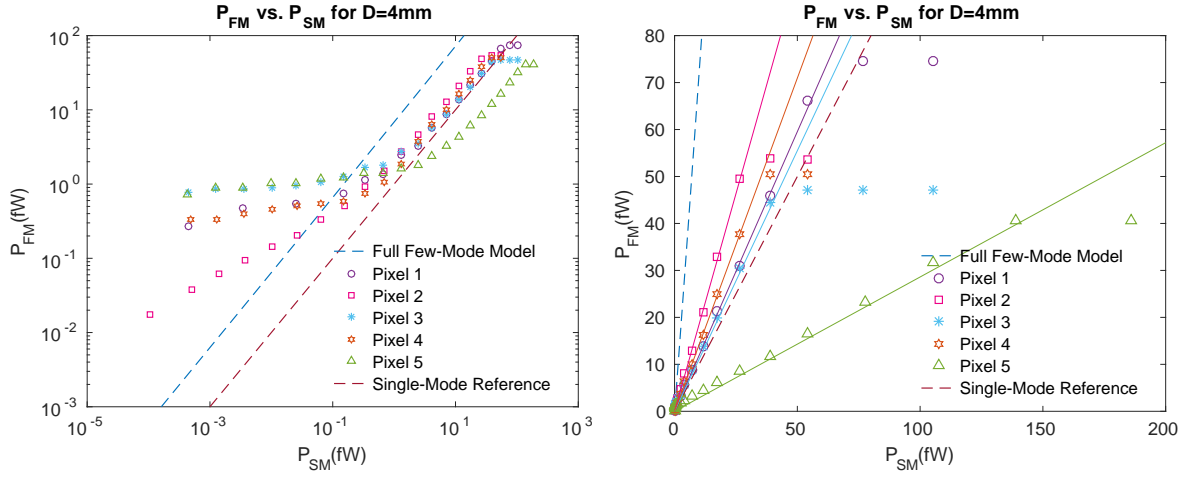 P_FM vs. P_SM for D=4mm
10^2
10^1
10^0
10^-1
10^-2
10^-3
P_FM(fW)
10^-5
10^-3
10^-1
10^1
10^3
P_SM(fW)
Full Few-Mode Model
Pixel 1
Pixel 2
Pixel 3
Pixel 4
Pixel 5
Single-Mode Reference
P_FM vs. P_SM for D=4mm
80
70
60
50
40
30
20
10
0
P_FM(fW)
0
50
100
150
200
P_SM(fW)
Full Few-Mode Model
Pixel 1
Pixel 2
Pixel 3
Pixel 4
Pixel 5
Single-Mode Reference